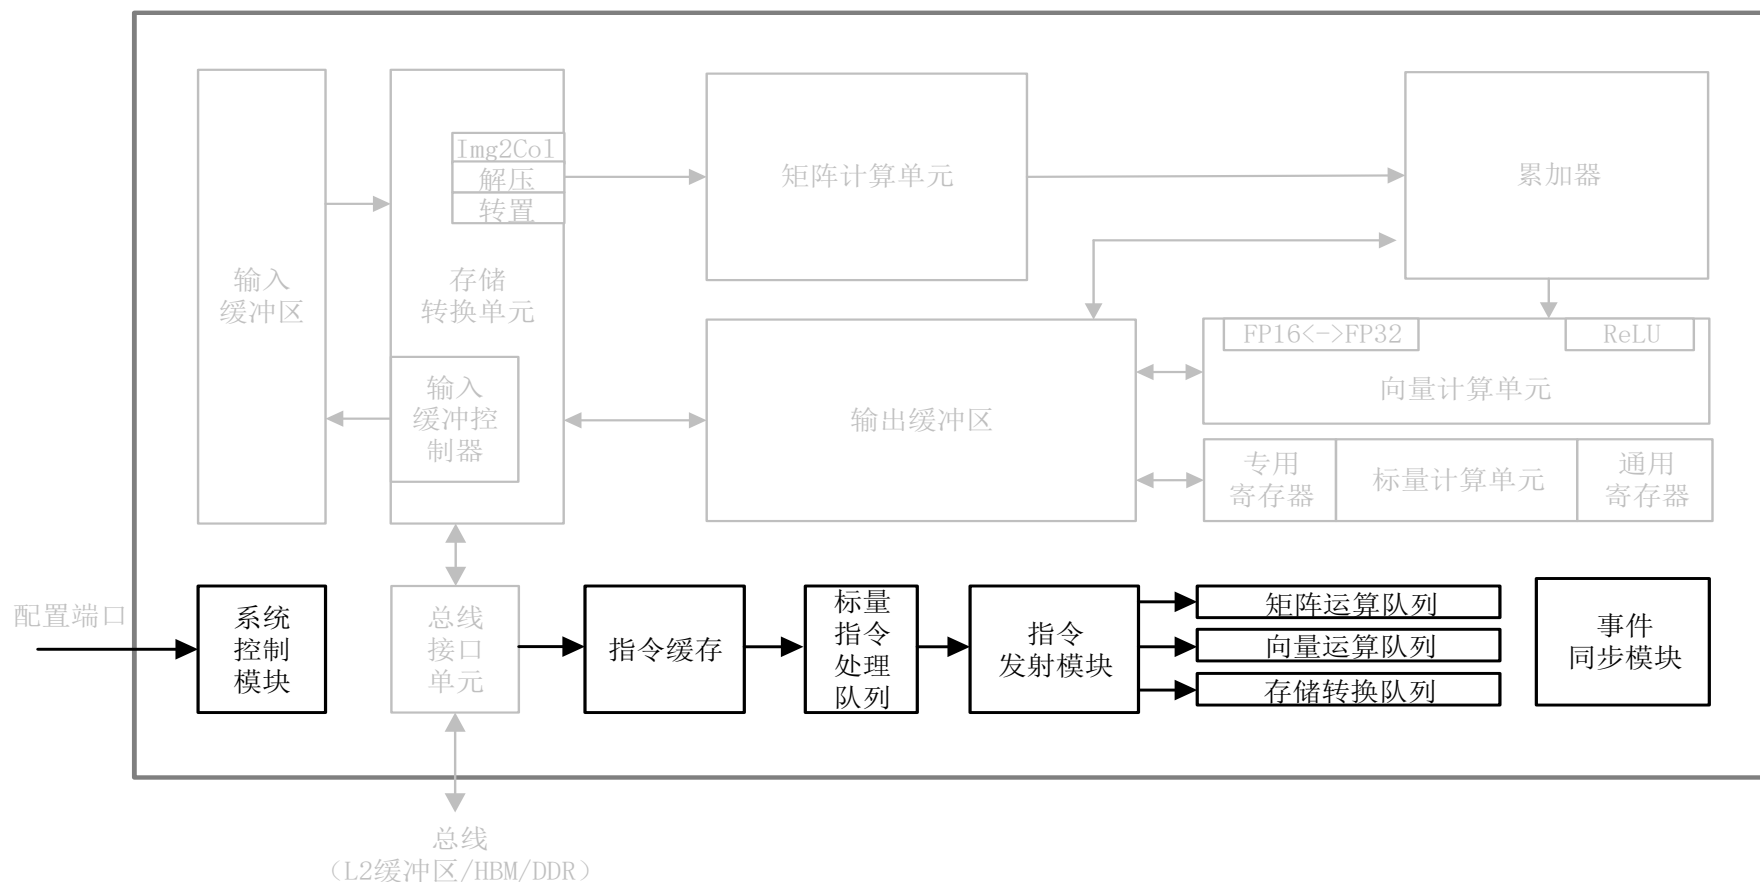 Img2Col
解压
转置
矩阵计算单元
累加器
输入
缓冲区
存储
转换单元
FP16<->FP32
ReLU
向量计算单元
输入
缓冲控
制器
输出缓冲区
专用
寄存器
标量计算单元
通用
寄存器
配置端口
系统
控制
模块
总线
接口
单元
指令缓存
标量
指令
处理
队列
指令
发射模块
矩阵运算队列
向量运算队列
存储转换队列
事件
同步模块
总线
（L2缓冲区/HBM/DDR）